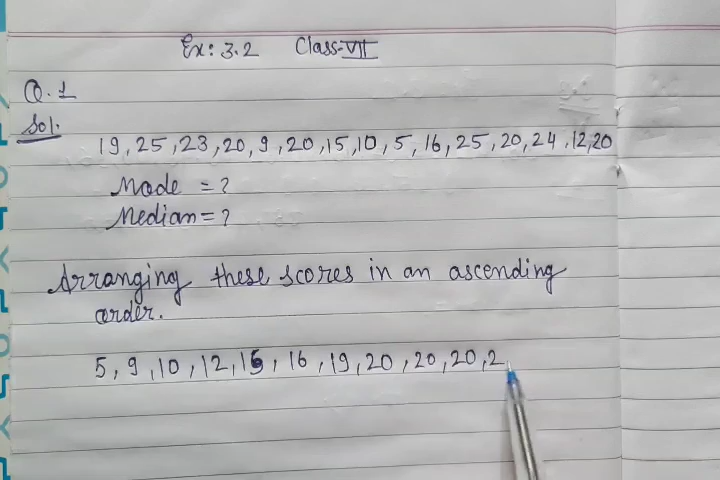 Ex: 3.2 Class-VII
Q.1
Sol.
19, 25, 23, 20, 9, 20, 15, 10, 5, 16, 25, 20, 24, 12, 20
Mode = ?
Median = ?
Arranging these scores in an ascending
order.
5, 9, 10, 12, 15, 16, 19, 20, 20, 20, 2